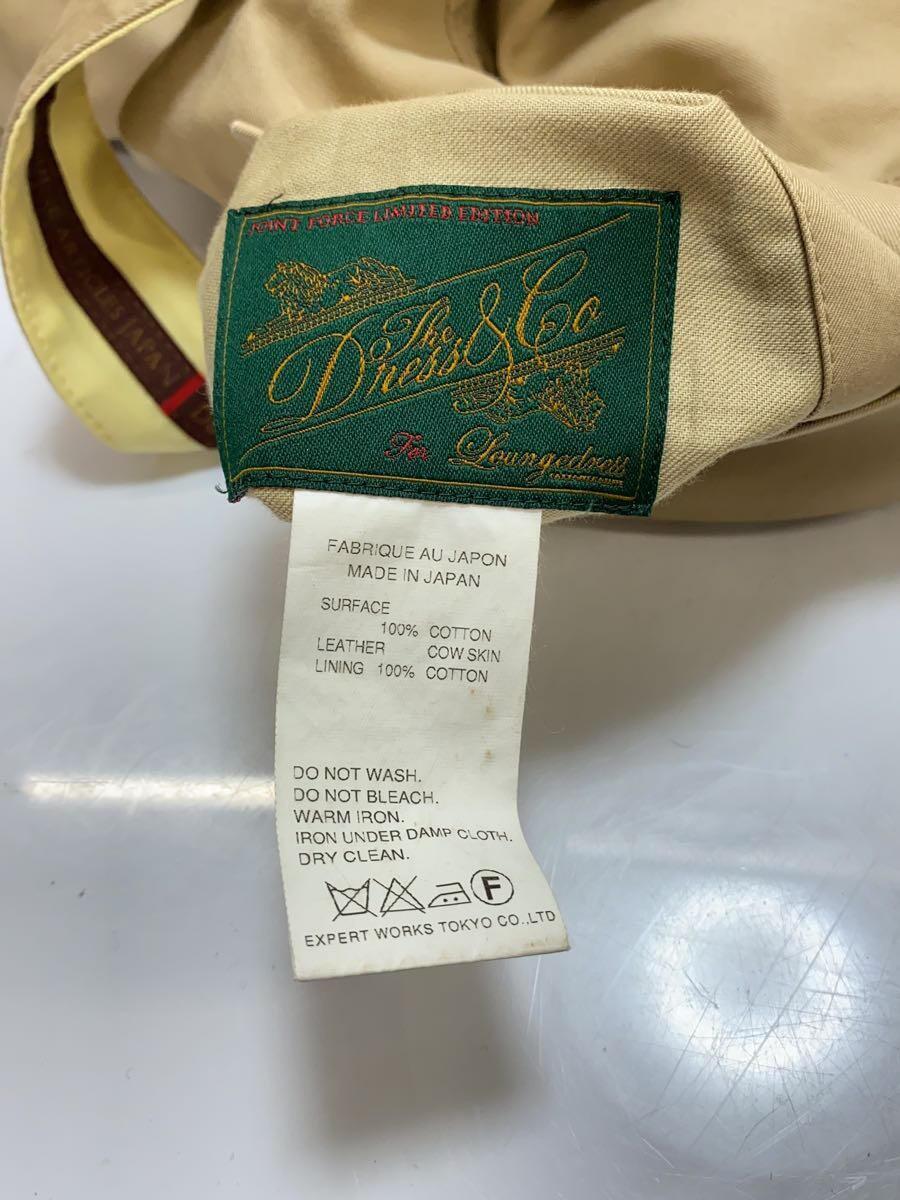 JOINT FORCE LIMITED EDITION
The
Dress & Co
For Loungedress
ARTICLES JAPAN
FABRIQUE AU JAPON
MADE IN JAPAN
SURFACE
100% COTTON
LEATHER COW SKIN
LINING 100% COTTON
DO NOT WASH.
DO NOT BLEACH.
WARM IRON.
IRON UNDER DAMP CLOTH.
DRY CLEAN.
F
EXPERT WORKS TOKYO CO.,LTD